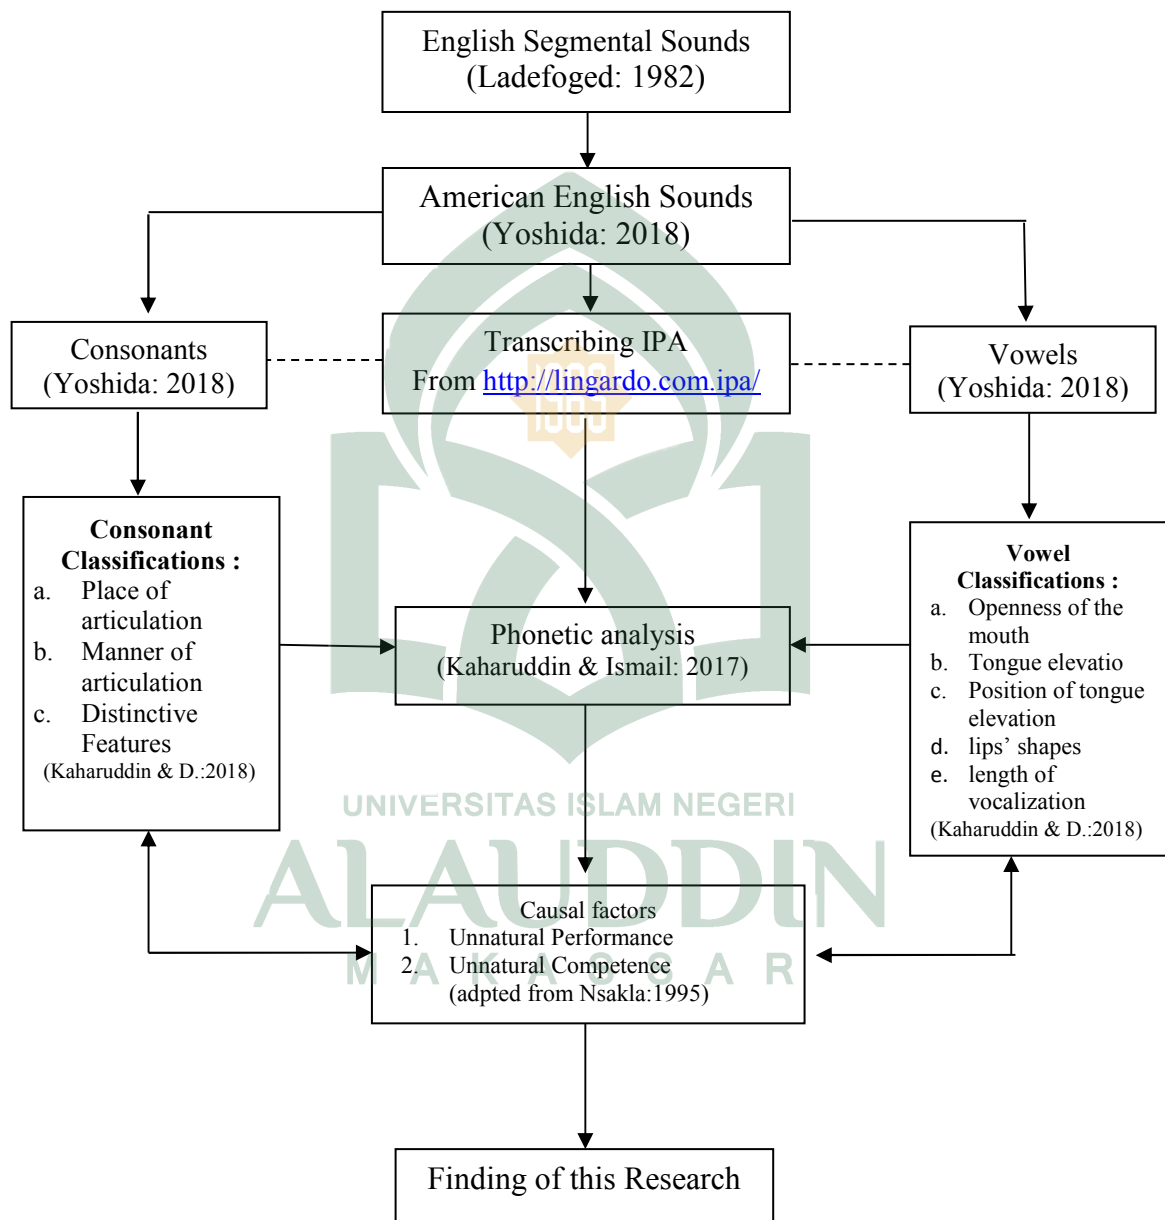 English Segmental Sounds
(Ladefoged: 1982)
American English Sounds
(Yoshida: 2018)
Consonants
(Yoshida: 2018)
Transcribing IPA
From http://lingardo.com.ipa/
Vowels
(Yoshida: 2018)
Consonant
Classifications :
a. Place of
articulation
b. Manner of
articulation
c. Distinctive
Features
(Kaharuddin & D.:2018)
Phonetic analysis
(Kaharuddin & Ismail: 2017)
Vowel
Classifications :
a. Openness of the
mouth
b. Tongue elevatio
c. Position of tongue
elevation
d. lips’ shapes
e. length of
vocalization
(Kaharuddin & D.:2018)
UNIVERSITAS ISLAM NEGERI
ALAUDDIN
MAKASSAR
Causal factors
1. Unnatural Performance
2. Unnatural Competence
(adpted from Nsakla:1995)
Finding of this Research